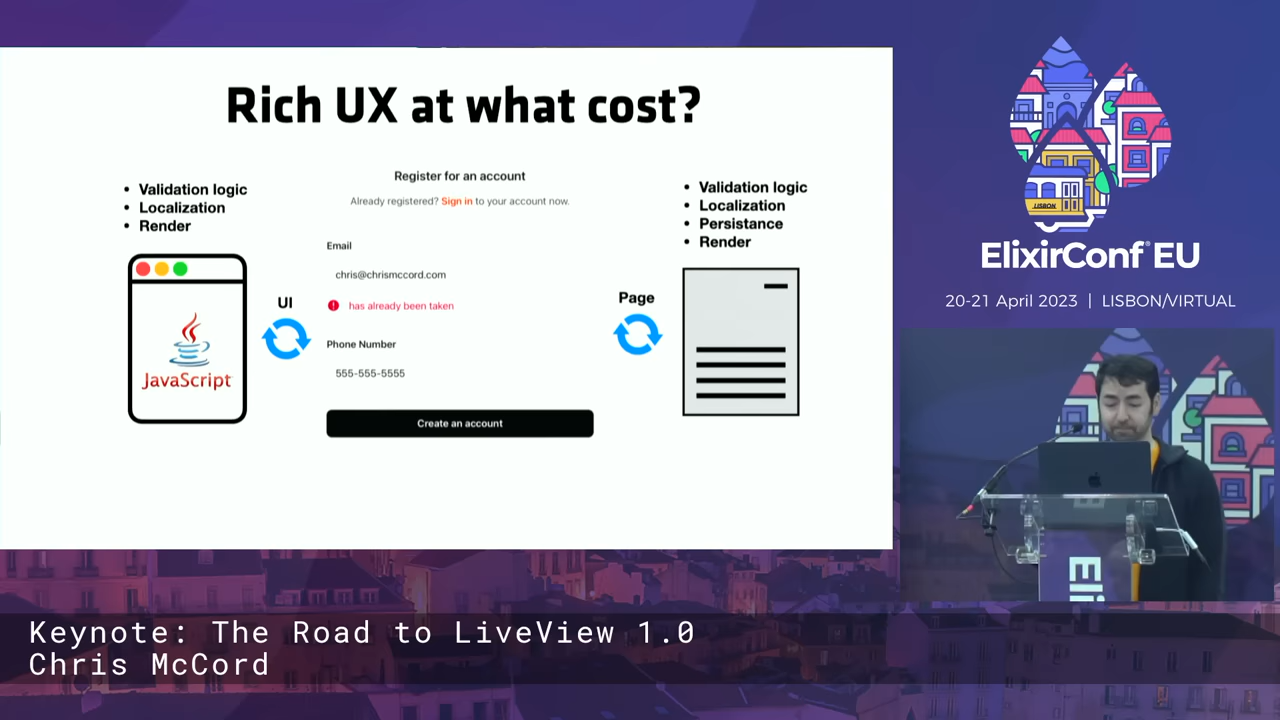 Rich UX at what cost?
• Validation logic
• Localization
• Render
JavaScript
UI
Register for an account
Already registered? Sign in to your account now.
Email
chris@chrismccord.com
! has already been taken
Phone Number
555-555-5555
Create an account
Page
• Validation logic
• Localization
• Persistance
• Render
LISBON
ElixirConf® EU
20-21 April 2023 | LISBON/VIRTUAL
Eli
Keynote: The Road to LiveView 1.0
Chris McCord